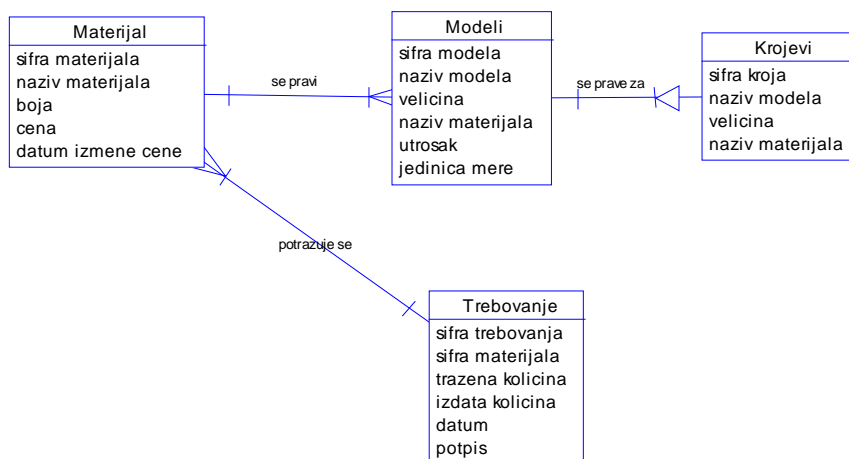 Materijal
sifra materijala
naziv materijala
boja
cena
datum izmene cene
se pravi
Modeli
sifra modela
naziv modela
velicina
naziv materijala
utrosak
jedinica mere
se prave za
Krojevi
sifra kroja
naziv modela
velicina
naziv materijala
potrazuje se
Trebovanje
sifra trebovanja
sifra materijala
trazena kolicina
izdata kolicina
datum
potpis